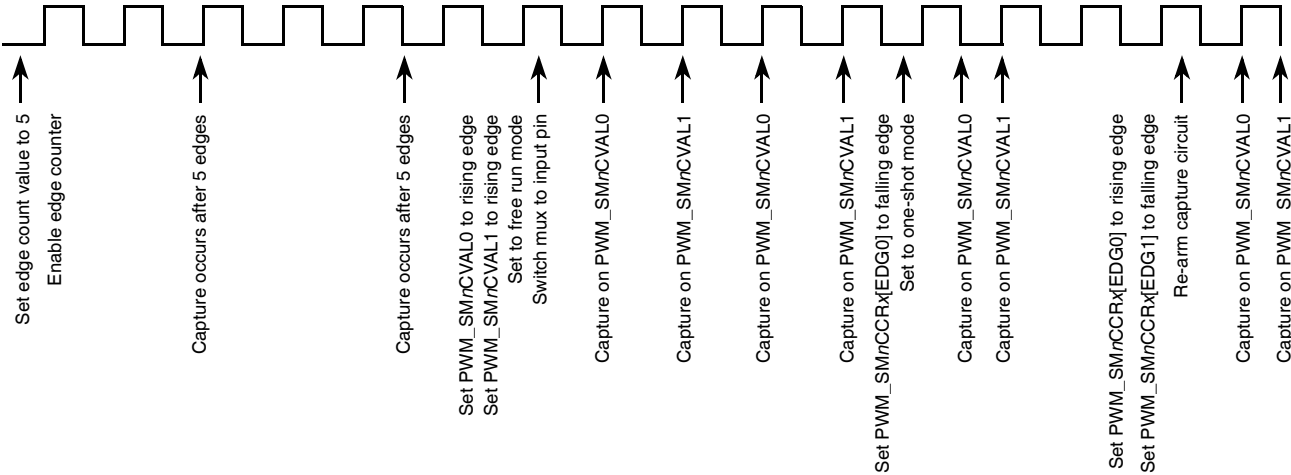 Set edge count value to 5
Enable edge counter
Capture occurs after 5 edges
Capture occurs after 5 edges
Set PWM_SMnCVAL0 to rising edge
Set PWM_SMnCVAL1 to rising edge
Set to free run mode
Switch mux to input pin
Capture on PWM_SMnCVAL0
Capture on PWM_SMnCVAL1
Capture on PWM_SMnCVAL0
Capture on PWM_SMnCVAL1
Set PWM_SMnCCRx[EDG0] to falling edge
Set to one-shot mode
Capture on PWM_SMnCVAL0
Capture on PWM_SMnCVAL1
Set PWM_SMnCCRx[EDG0] to rising edge
Set PWM_SMnCCRx[EDG1] to falling edge
Re-arm capture circuit
Capture on PWM_SMnCVAL0
Capture on PWM_SMnCVAL1